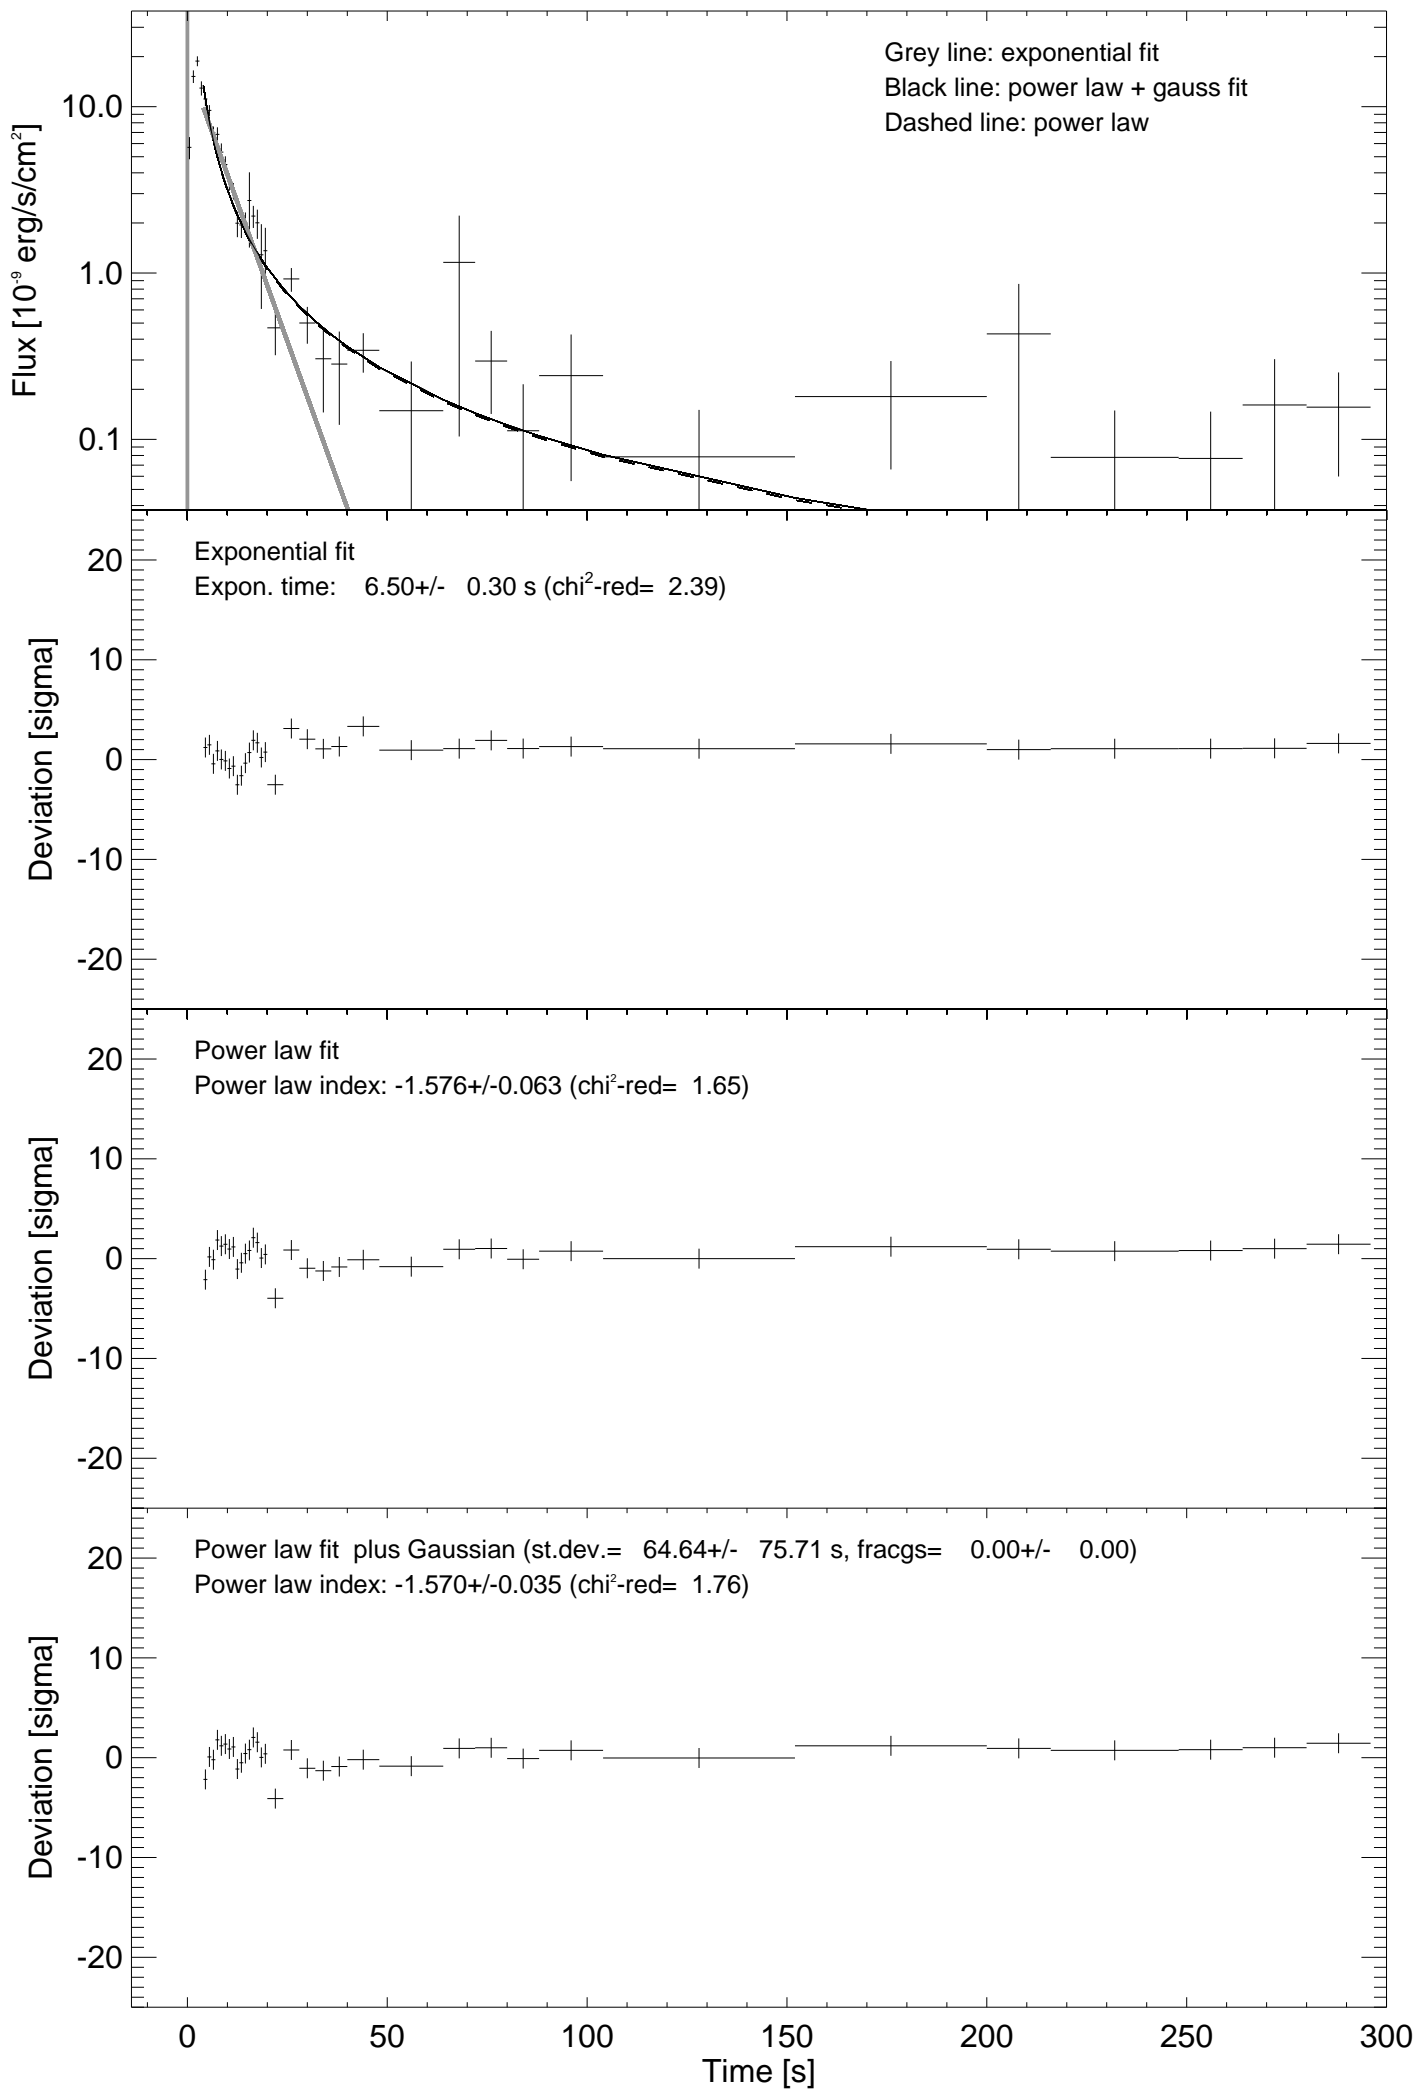 Grey line: exponential fit
Black line: power law + gauss fit
Dashed line: power law
10.0
1.0
0.1
Flux [10⁻⁹ erg/s/cm²]
Exponential fit
Expon. time: 6.50+/- 0.30 s (chi²-red= 2.39)
20
10
0
-10
-20
Deviation [sigma]
Power law fit
Power law index: -1.576+/-0.063 (chi²-red= 1.65)
20
10
0
-10
-20
Deviation [sigma]
Power law fit plus Gaussian (st.dev.= 64.64+/- 75.71 s, fracgs= 0.00+/- 0.00)
Power law index: -1.570+/-0.035 (chi²-red= 1.76)
20
10
0
-10
-20
Deviation [sigma]
0 50 100 150 200 250 300
Time [s]